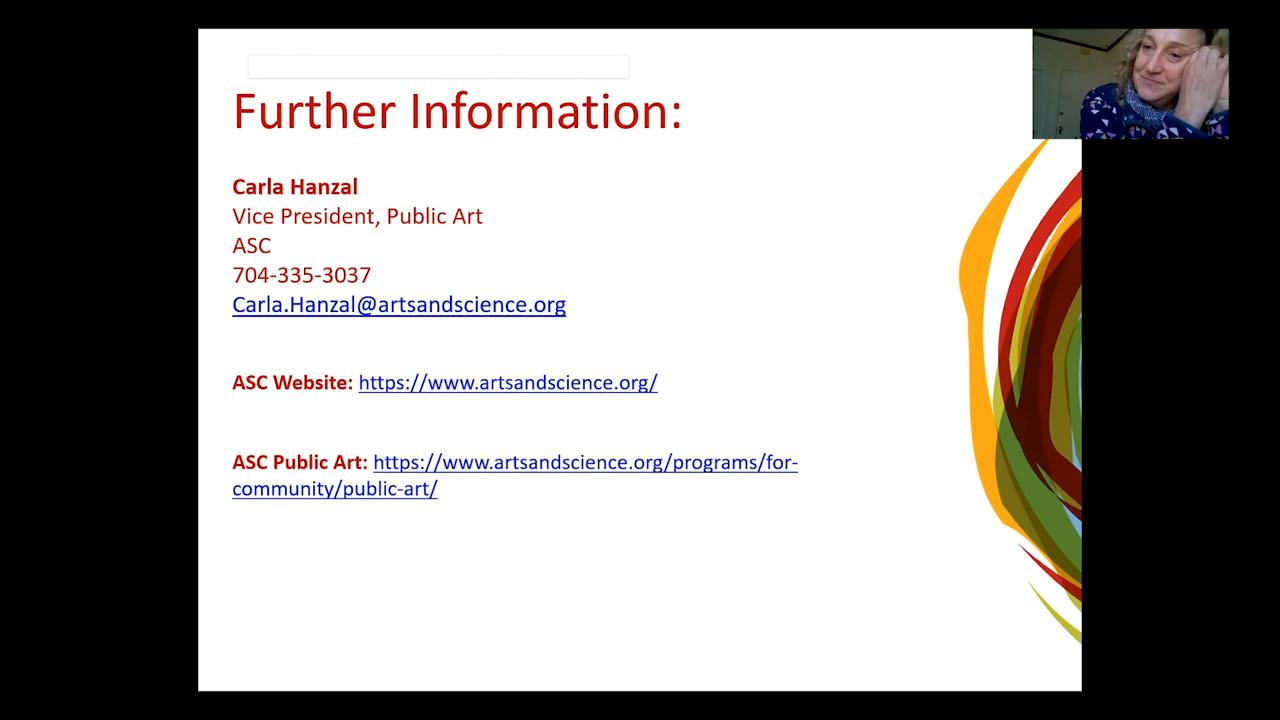 Further Information:
Carla Hanzal
Vice President, Public Art
ASC
704-335-3037
Carla.Hanzal@artsandscience.org
ASC Website: https://www.artsandscience.org/
ASC Public Art: https://www.artsandscience.org/programs/for-
community/public-art/